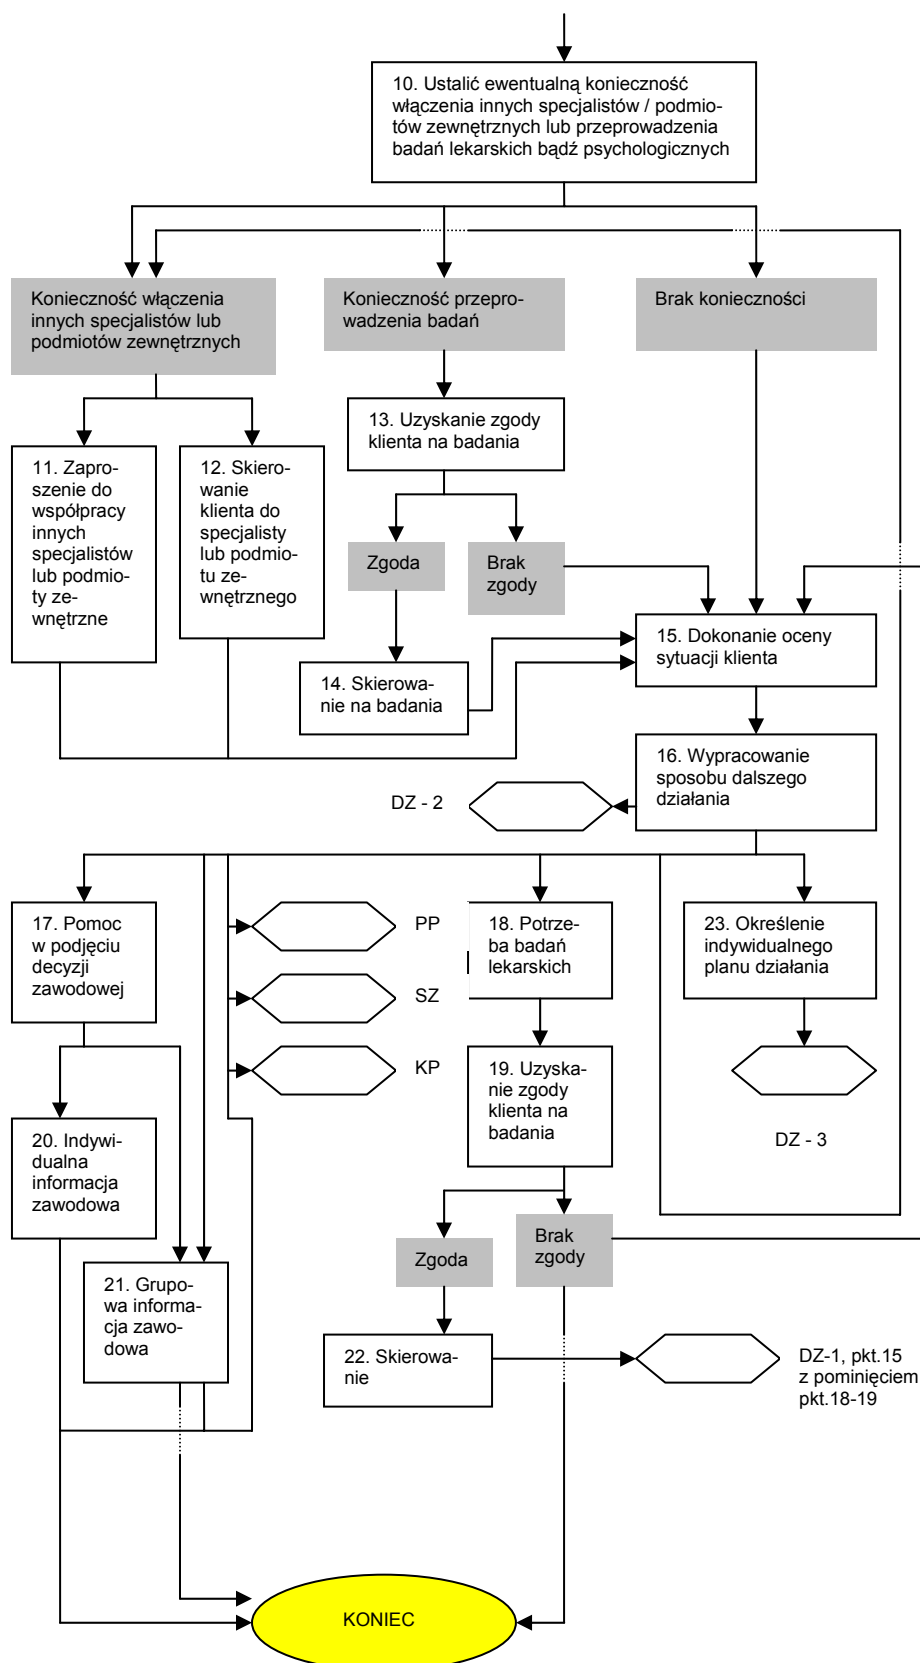 10. Ustalić ewentualną konieczność
włączenia innych specjalistów / podmio-
tów zewnętrznych lub przeprowadzenia
badań lekarskich bądź psychologicznych
Konieczność włączenia
innych specjalistów lub
podmiotów zewnętrznych
Konieczność przepro-
wadzenia badań
Brak konieczności
13. Uzyskanie zgody
klienta na badania
11. Zapro-
szenie do
współpracy
innych
specjalistów
lub podmio-
ty ze-
wnętrzne
12. Skiero-
wanie
klienta do
specjalisty
lub podmio-
tu ze-
wnętrznego
Zgoda
Brak
zgody
15. Dokonanie oceny
sytuacji klienta
14. Skierowa-
nie na badania
16. Wypracowanie
sposobu dalszego
działania
DZ - 2
17. Pomoc
w podjęciu
decyzji
zawodowej
PP
SZ
KP
18. Potrze-
ba badań
lekarskich
23. Określenie
indywidualnego
planu działania
19. Uzyska-
nie zgody
klienta na
badania
DZ - 3
20. Indywi-
dualna
informacja
zawodowa
Zgoda
Brak
zgody
21. Grupo-
wa informa-
cja zawo-
dowa
22. Skierowa-
nie
DZ-1, pkt.15
z pominięciem
pkt.18-19
KONIEC